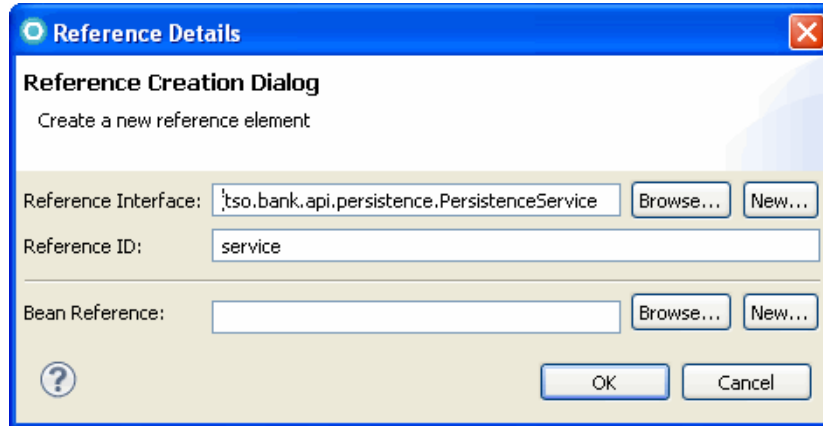 Reference Details
Reference Creation Dialog
Create a new reference element
Reference Interface: tso.bank.api.persistence.PersistenceService Browse... New...
Reference ID: service
Bean Reference: Browse... New...
? OK Cancel